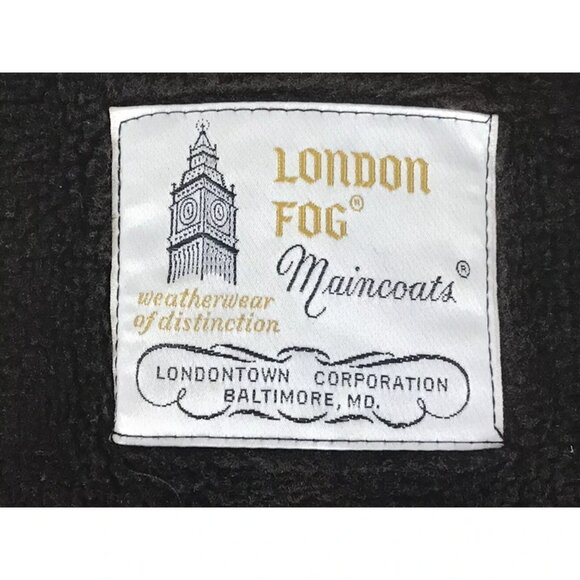 LONDON
FOG®
Maincoats®
weatherwear
of distinction
LONDONTOWN CORPORATION
BALTIMORE, MD.